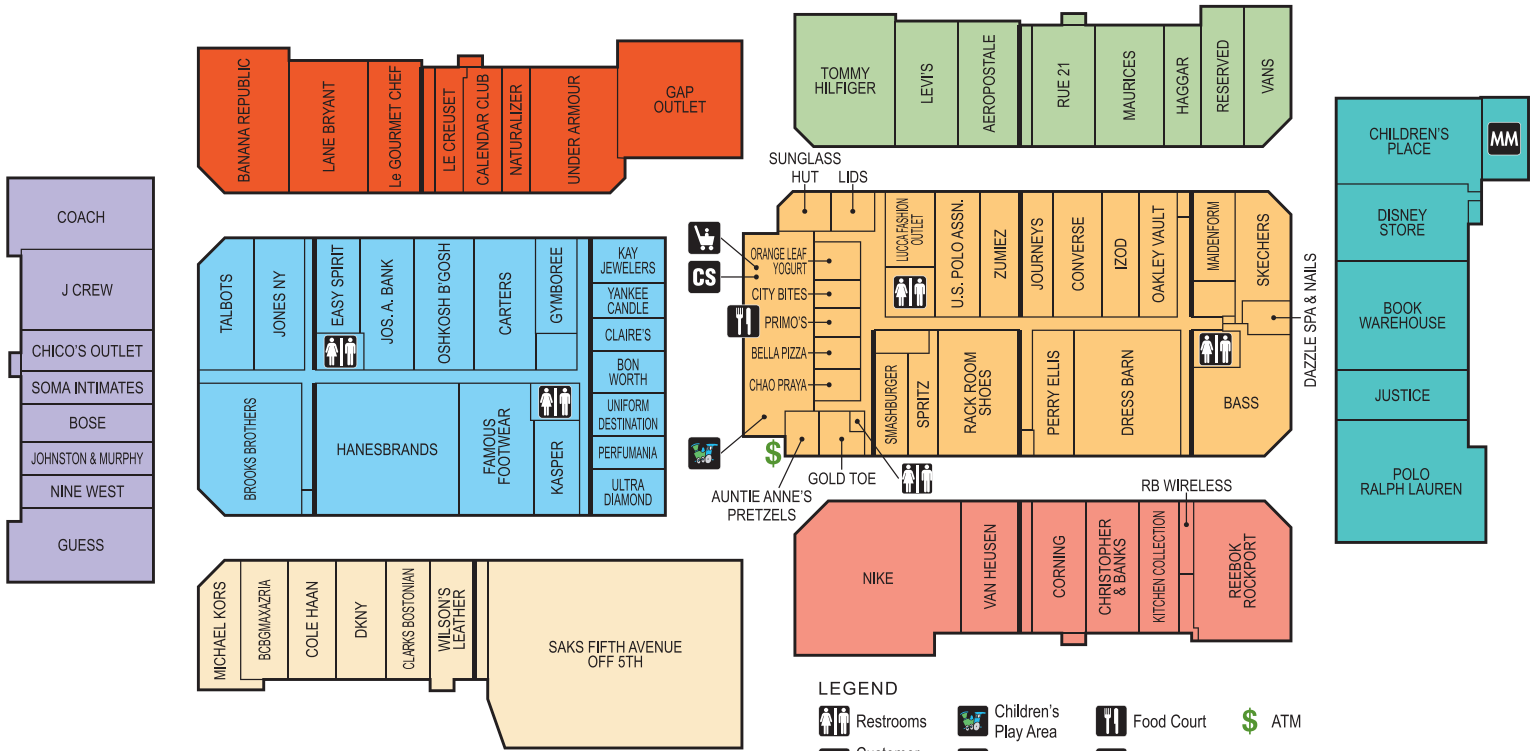 BANANA REPUBLIC
LANE BRYANT
Le GOURMET CHEF
LE CREUSET
CALENDAR CLUB
NATURALIZER
UNDER ARMOUR
GAP
OUTLET
TOMMY
HILFIGER
LEVI'S
AEROPOSTALE
RUE 21
MAURICES
HAGGAR
RESERVED
VANS
CHILDREN'S
PLACE
MM
DISNEY
STORE
BOOK
WAREHOUSE
JUSTICE
POLO
RALPH LAUREN
COACH
J CREW
CHICO'S OUTLET
SOMA INTIMATES
BOSE
JOHNSTON & MURPHY
NINE WEST
GUESS
TALBOTS
JONES NY
EASY SPIRIT
JOS. A. BANK
OSHKOSH B'GOSH
CARTERS
GYMBOREE
KAY
JEWELERS
YANKEE
CANDLE
CLAIRE'S
BON
WORTH
UNIFORM
DESTINATION
PERFUMANIA
ULTRA
DIAMOND
BROOKS BROTHERS
HANESBRANDS
FAMOUS
FOOTWEAR
KASPER
SUNGLASS
HUT
LIDS
CS
ORANGE LEAF
YOGURT
CITY BITES
PRIMO'S
BELLA PIZZA
CHAO PRAYA
$
AUNTIE ANNE'S
PRETZELS
GOLD TOE
LUCCA FASHION
OUTLET
U.S. POLO ASSN.
ZUMIEZ
JOURNEYS
CONVERSE
IZOD
OAKLEY VAULT
MAIDENFORM
SKECHERS
DAZZLE SPA & NAILS
SMASHBURGER
SPRITZ
RACK ROOM
SHOES
PERRY ELLIS
DRESS BARN
BASS
MICHAEL KORS
BCBGMAXAZRIA
COLE HAAN
DKNY
CLARKS BOSTONIAN
WILSON'S
LEATHER
SAKS FIFTH AVENUE
OFF 5TH
NIKE
VAN HEUSEN
CORNING
CHRISTOPHER
& BANKS
KITCHEN COLLECTION
RB WIRELESS
REEBOK
ROCKPORT
LEGEND
Restrooms
Children's
Play Area
Food Court
$ ATM
Customer